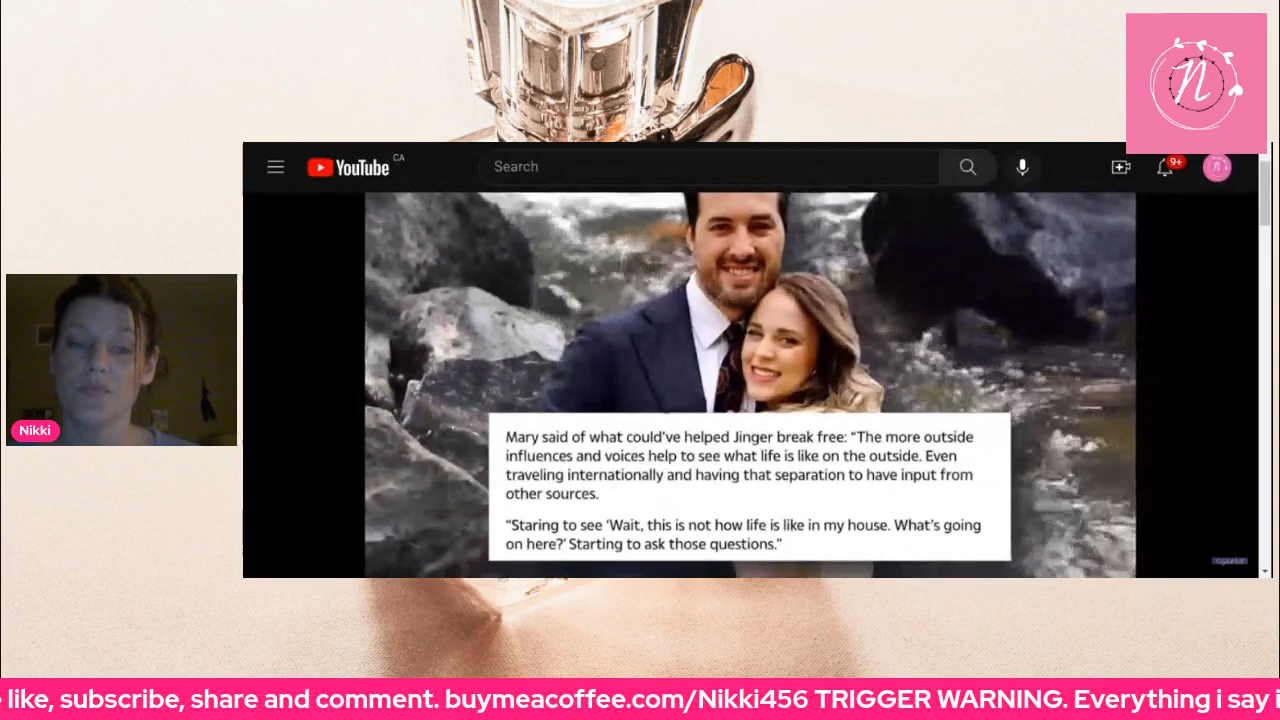 N
YouTube
CA
Search
9+
Nikki
Mary said of what could've helped Jinger break free: “The more outside
influences and voices help to see what life is like on the outside. Even
traveling internationally and having that separation to have input from
other sources.
“Staring to see ‘Wait, this is not how life is like in my house. What’s going
on here?’ Starting to ask those questions.”
like, subscribe, share and comment. buymeacoffee.com/Nikki456 TRIGGER WARNING. Everything i say